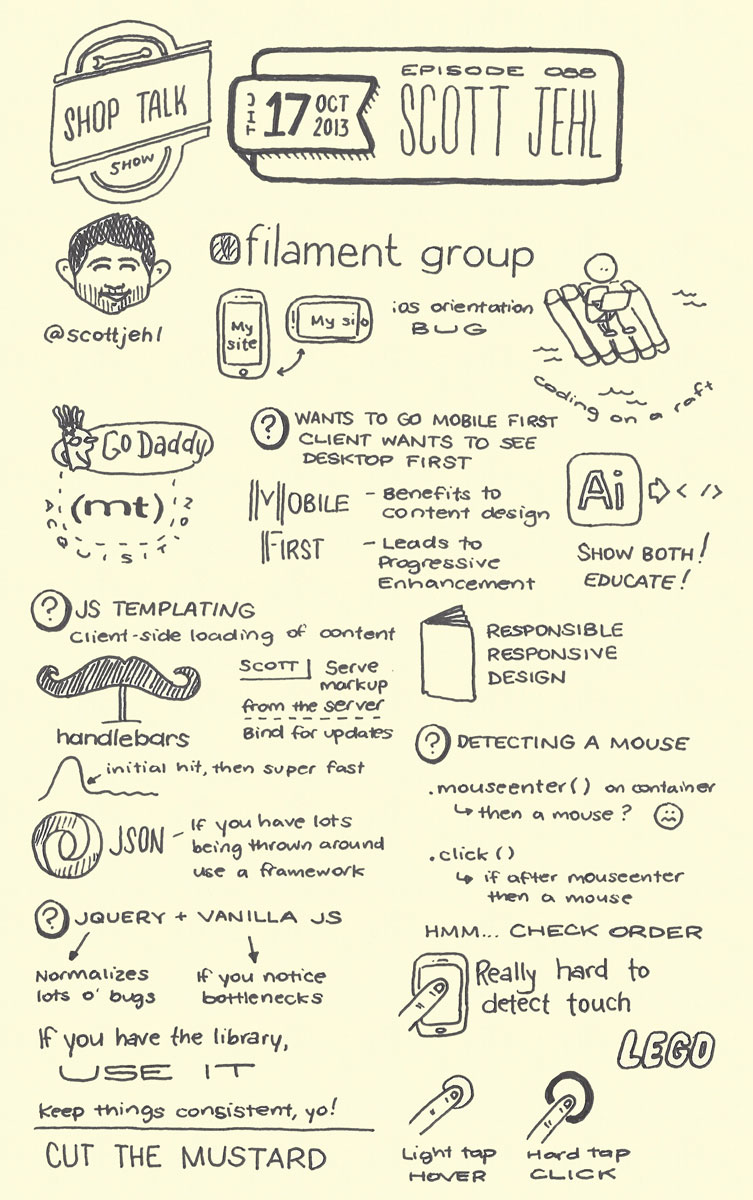 SHOP TALK
SHOW
JIT
17 OCT
2013
EPISODE 088
SCOTT JEHL
@scottjehl
filament group
My
site
My si
ios orientation
BUG
coding on a raft
GO DADDY
(mt)
? WANTS TO GO MOBILE FIRST
CLIENT WANTS TO SEE
DESKTOP FIRST
MOBILE
FIRST
- Benefits to
content design
- Leads to
Progressive
Enhancement
Ai
< />
SHOW BOTH!
EDUCATE!
? JS TEMPLATING
Client-side loading of content
handlebars
SCOTT Serve
markup
from the server
Bind for updates
initial hit, then super fast
JSON - If you have lots
being thrown around
use a framework
? JQUERY + VANILLA JS
Normalizes
lots o' bugs
If you notice
bottlenecks
If you have the library,
USE IT
Keep things consistent, yo!
CUT THE MUSTARD
RESPONSIBLE
RESPONSIVE
DESIGN
? DETECTING A MOUSE
.mouseenter() on container
then a mouse?
.click()
if after mouseenter
then a mouse
HMM... CHECK ORDER
Really hard to
detect touch
LEGO
Light tap
HOVER
Hard tap
CLICK